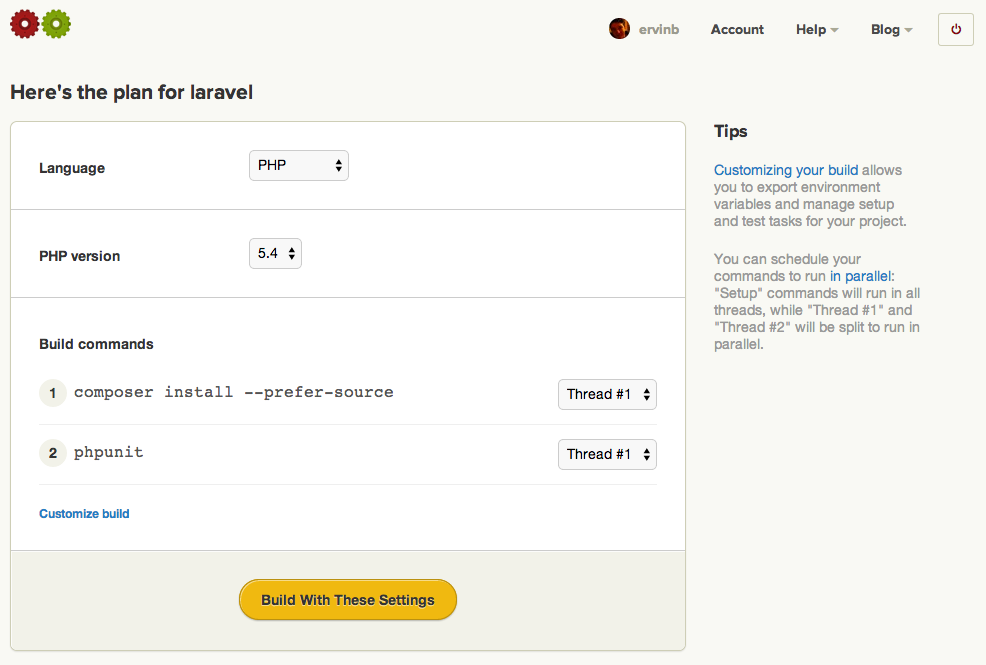 ervinb Account Help Blog
Here's the plan for laravel
Language PHP
PHP version 5.4
Build commands
1 composer install --prefer-source Thread #1
2 phpunit Thread #1
Customize build
Build With These Settings
Tips
Customizing your build allows
you to export environment
variables and manage setup
and test tasks for your project.
You can schedule your
commands to run in parallel:
"Setup" commands will run in all
threads, while "Thread #1" and
"Thread #2" will be split to run in
parallel.